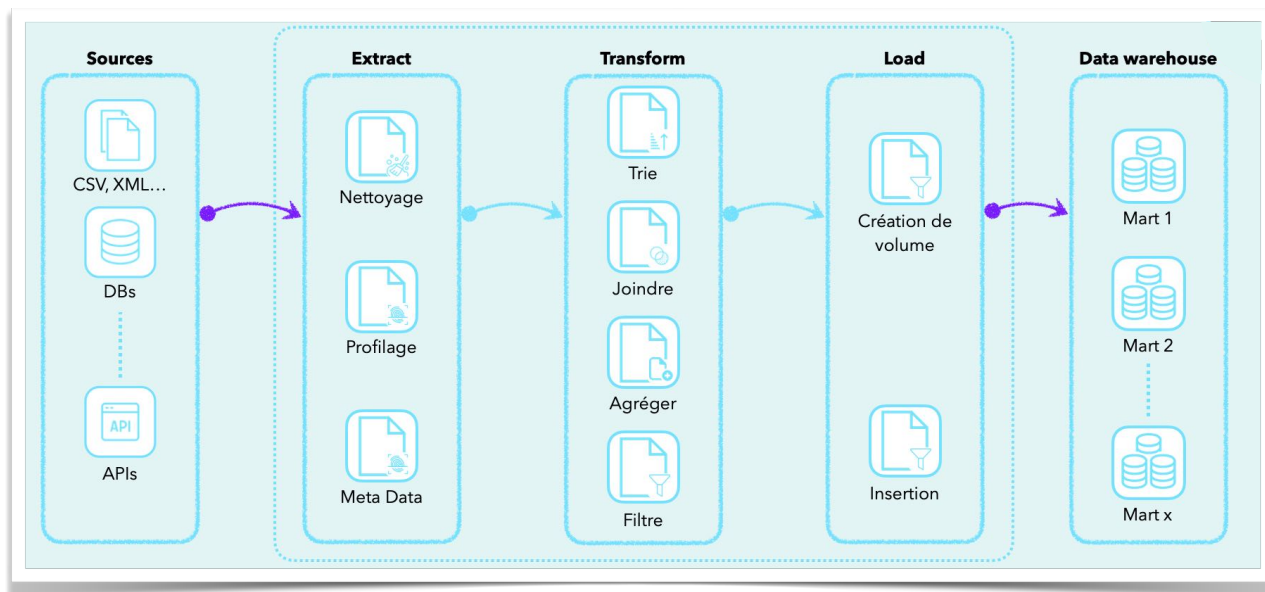 Sources
CSV, XML...
DBs
API
APIs
Extract
Nettoyage
Profilage
Meta Data
Transform
Trie
Joindre
Agréger
Filtre
Load
Création de
volume
Insertion
Data warehouse
Mart 1
Mart 2
Mart x